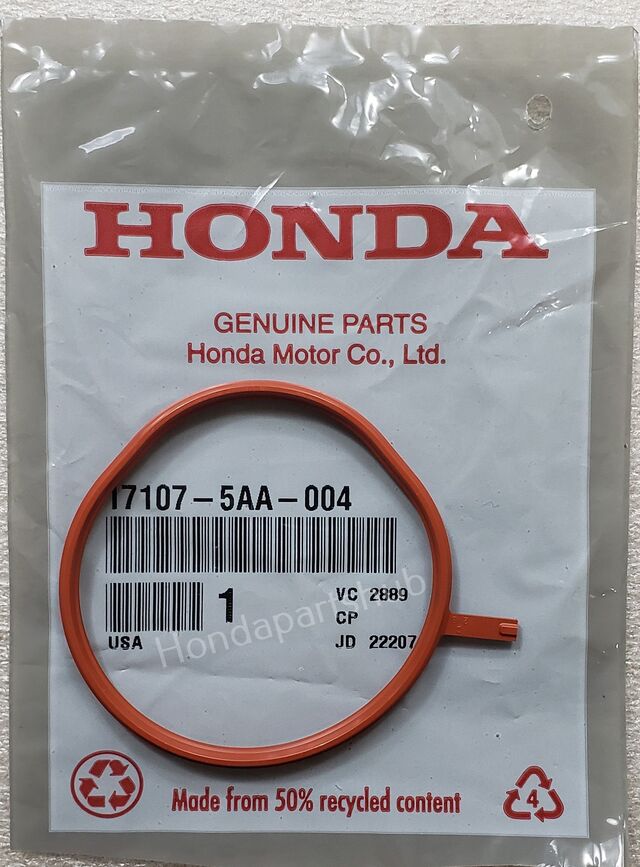 HONDA
GENUINE PARTS
Honda Motor Co., Ltd.
17107-5AA-004
1 VC 2889
CP
USA JD 22207
Hondapartshub
Made from 50% recycled content
4